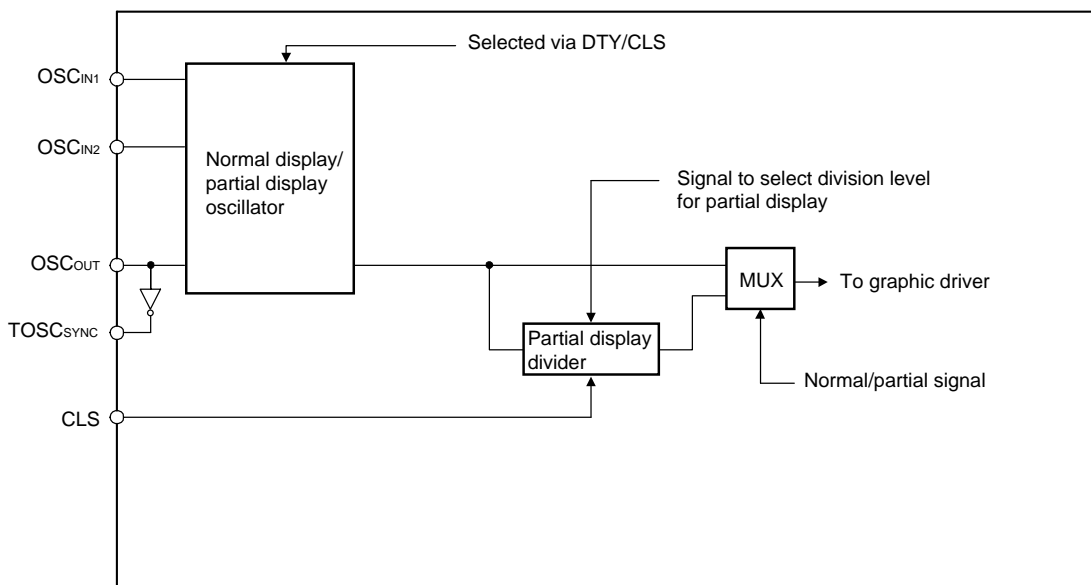 Selected via DTY/CLS
OSCIN1
OSCIN2
Normal display/
partial display
oscillator
Signal to select division level
for partial display
OSCOUT
MUX
To graphic driver
TOSCSYNC
Partial display
divider
Normal/partial signal
CLS